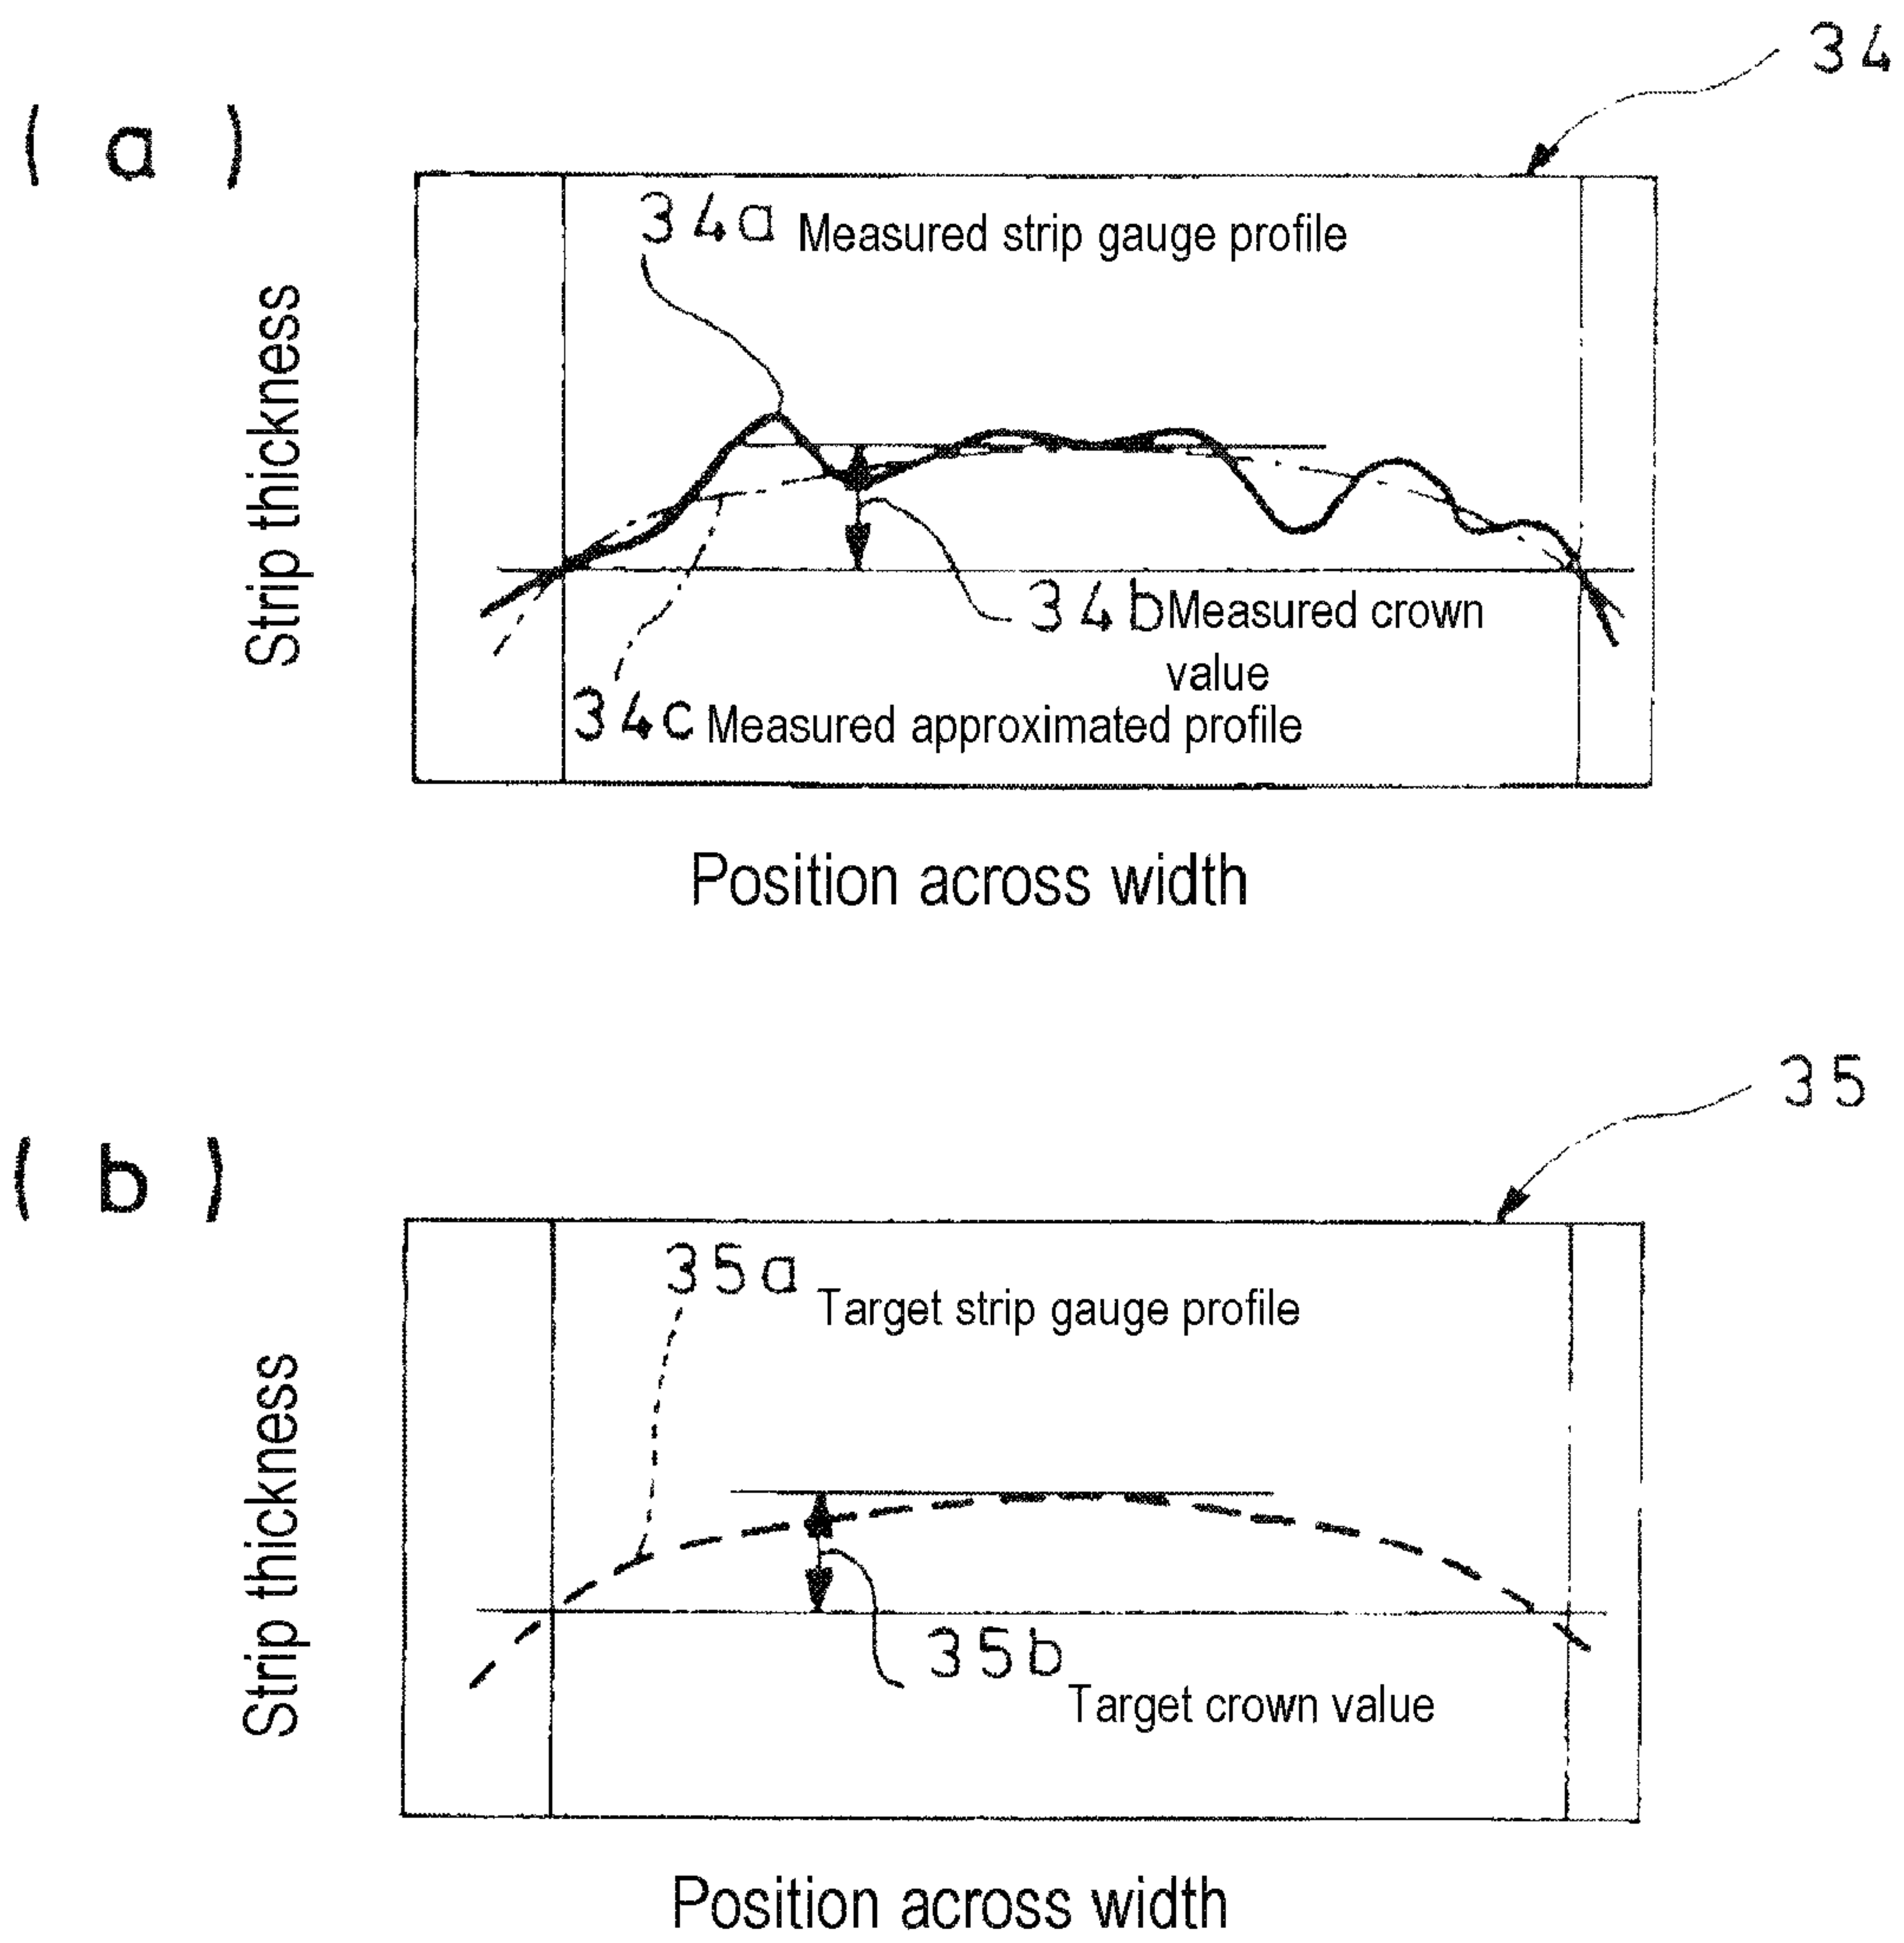 34
( a )
34a Measured strip gauge profile
Strip thickness
34b Measured crown
value
34c Measured approximated profile
Position across width
35
( b )
35a Target strip gauge profile
Strip thickness
35b Target crown value
Position across width